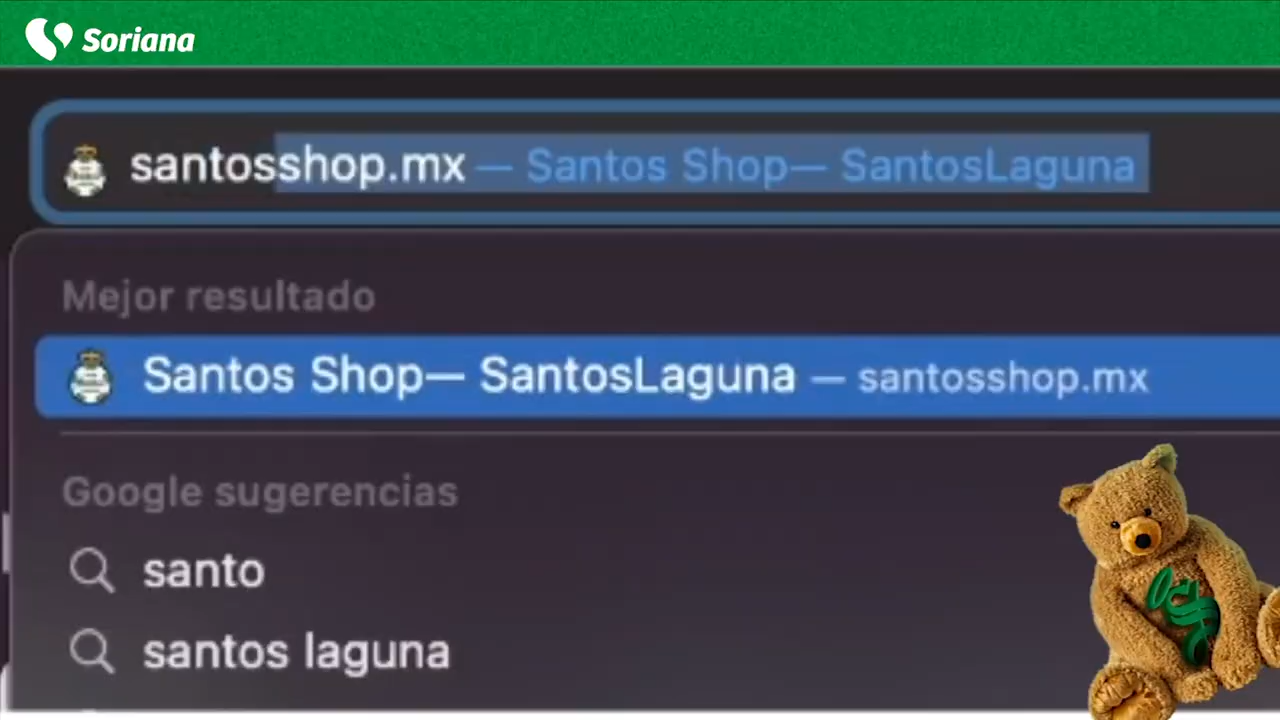 Soriana
santosshop.mx — Santos Shop— SantosLaguna
Mejor resultado
Santos Shop— SantosLaguna — santosshop.mx
Google sugerencias
santo
santos laguna